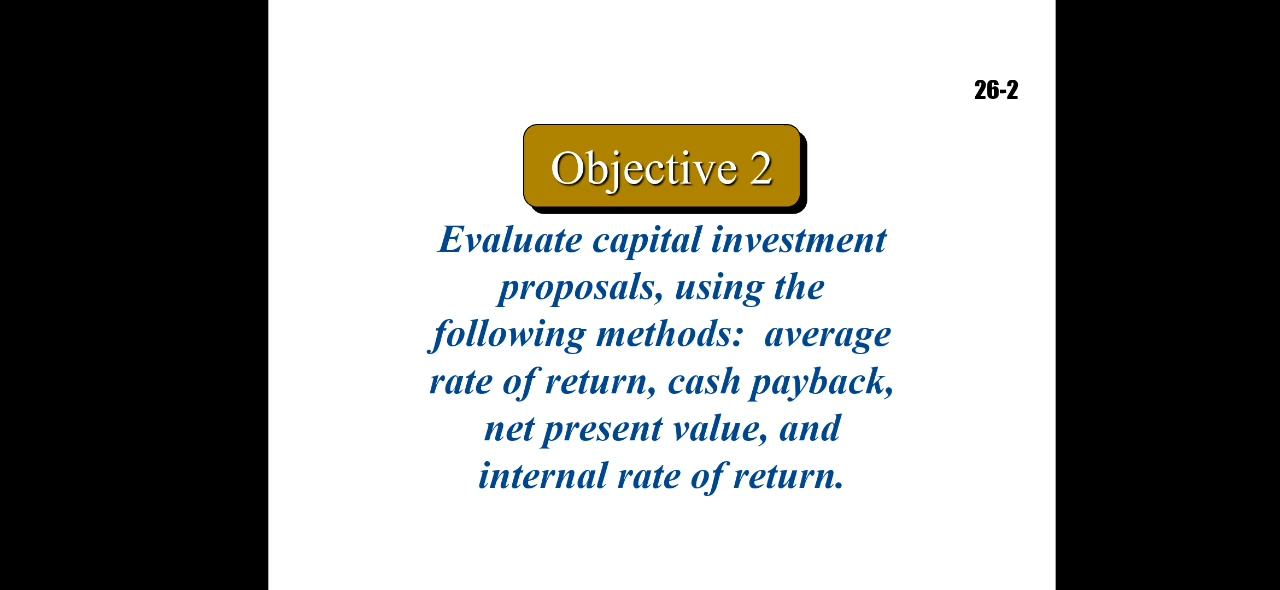 26-2
Objective 2
Evaluate capital investment
proposals, using the
following methods:  average
rate of return, cash payback,
net present value, and
internal rate of return.